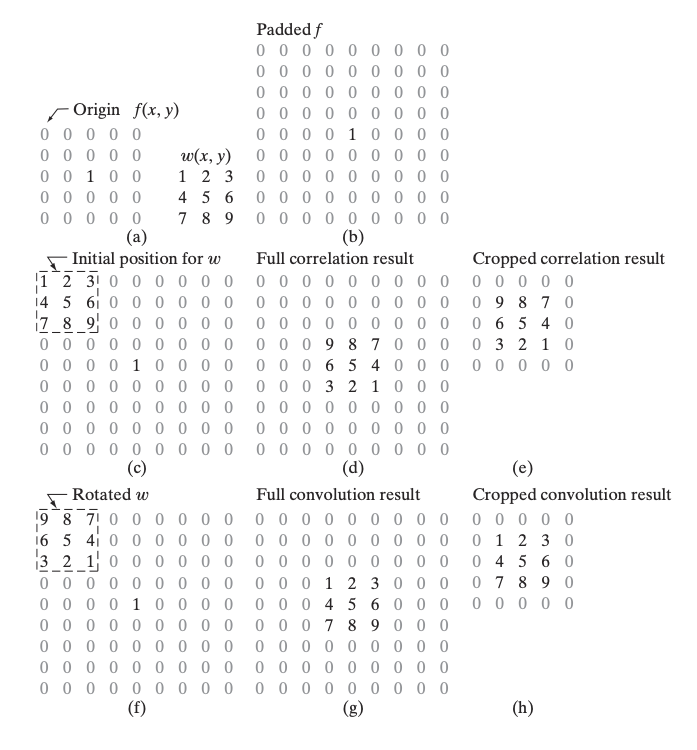 Origin f(x, y)
0 0 0 0 0
0 0 0 0 0
0 0 1 0 0
0 0 0 0 0
0 0 0 0 0
w(x, y)
1 2 3
4 5 6
7 8 9
(a)
Padded f
0 0 0 0 0 0 0 0 0
0 0 0 0 0 0 0 0 0
0 0 0 0 0 0 0 0 0
0 0 0 0 0 0 0 0 0
0 0 0 0 1 0 0 0 0
0 0 0 0 0 0 0 0 0
0 0 0 0 0 0 0 0 0
0 0 0 0 0 0 0 0 0
0 0 0 0 0 0 0 0 0
(b)
Initial position for w
1 2 3 0 0 0 0 0 0
4 5 6 0 0 0 0 0 0
7 8 9 0 0 0 0 0 0
0 0 0 0 0 0 0 0 0
0 0 0 0 1 0 0 0 0
0 0 0 0 0 0 0 0 0
0 0 0 0 0 0 0 0 0
0 0 0 0 0 0 0 0 0
0 0 0 0 0 0 0 0 0
(c)
Full correlation result
0 0 0 0 0 0 0 0 0
0 0 0 0 0 0 0 0 0
0 0 0 0 0 0 0 0 0
0 0 0 9 8 7 0 0 0
0 0 0 6 5 4 0 0 0
0 0 0 3 2 1 0 0 0
0 0 0 0 0 0 0 0 0
0 0 0 0 0 0 0 0 0
0 0 0 0 0 0 0 0 0
(d)
Cropped correlation result
0 0 0 0 0
0 9 8 7 0
0 6 5 4 0
0 3 2 1 0
0 0 0 0 0
(e)
Rotated w
9 8 7 0 0 0 0 0 0
6 5 4 0 0 0 0 0 0
3 2 1 0 0 0 0 0 0
0 0 0 0 0 0 0 0 0
0 0 0 0 1 0 0 0 0
0 0 0 0 0 0 0 0 0
0 0 0 0 0 0 0 0 0
0 0 0 0 0 0 0 0 0
0 0 0 0 0 0 0 0 0
(f)
Full convolution result
0 0 0 0 0 0 0 0 0
0 0 0 0 0 0 0 0 0
0 0 0 0 0 0 0 0 0
0 0 0 1 2 3 0 0 0
0 0 0 4 5 6 0 0 0
0 0 0 7 8 9 0 0 0
0 0 0 0 0 0 0 0 0
0 0 0 0 0 0 0 0 0
0 0 0 0 0 0 0 0 0
(g)
Cropped convolution result
0 0 0 0 0
0 1 2 3 0
0 4 5 6 0
0 7 8 9 0
0 0 0 0 0
(h)